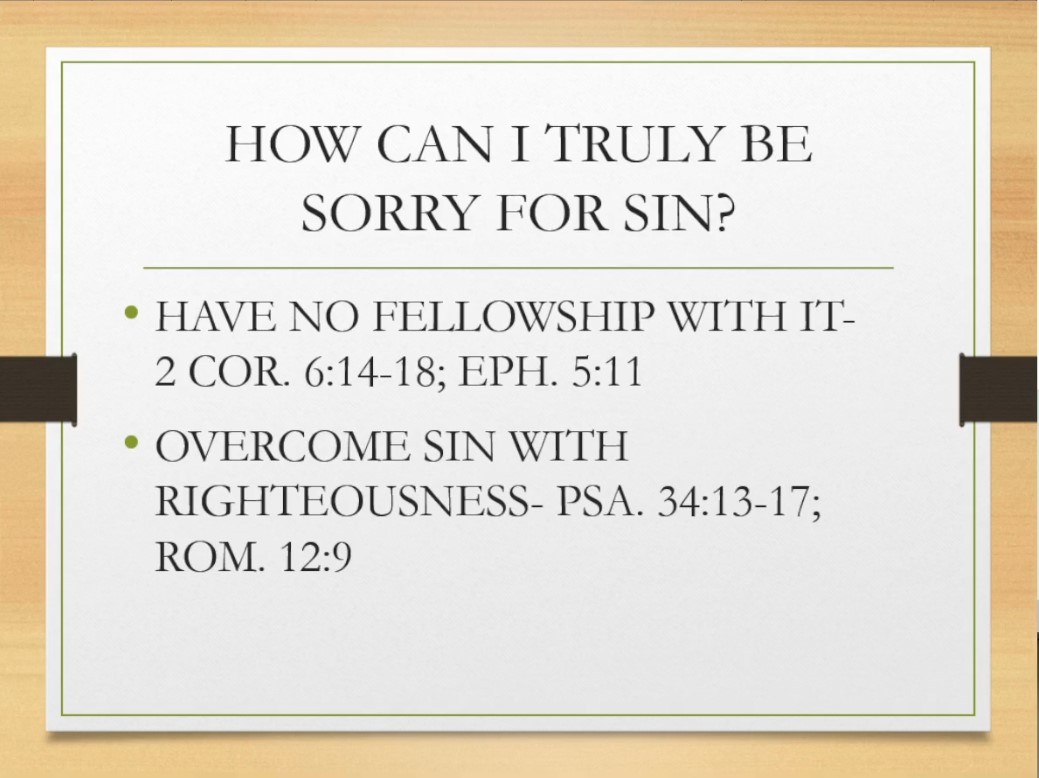 HOW CAN I TRULY BE
SORRY FOR SIN?
• HAVE NO FELLOWSHIP WITH IT-
2 COR. 6:14-18; EPH. 5:11
• OVERCOME SIN WITH
RIGHTEOUSNESS- PSA. 34:13-17;
ROM. 12:9